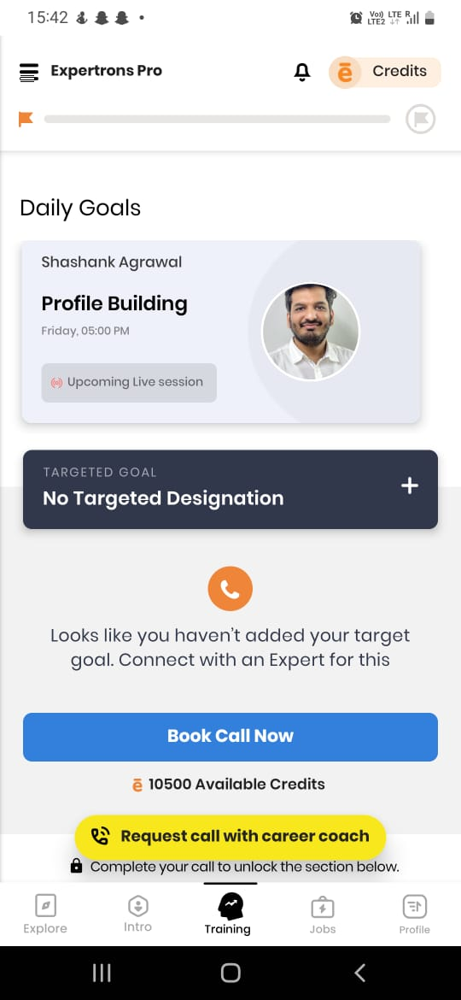 15:42
Vo)) LTE R
LTE2
Expertrons Pro
ē Credits
Daily Goals
Shashank Agrawal
Profile Building
Friday, 05:00 PM
Upcoming Live session
TARGETED GOAL
No Targeted Designation
Looks like you haven't added your target
goal. Connect with an Expert for this
Book Call Now
ē 10500 Available Credits
Request call with career coach
Complete your call to unlock the section below.
Explore
Intro
Training
Jobs
Profile